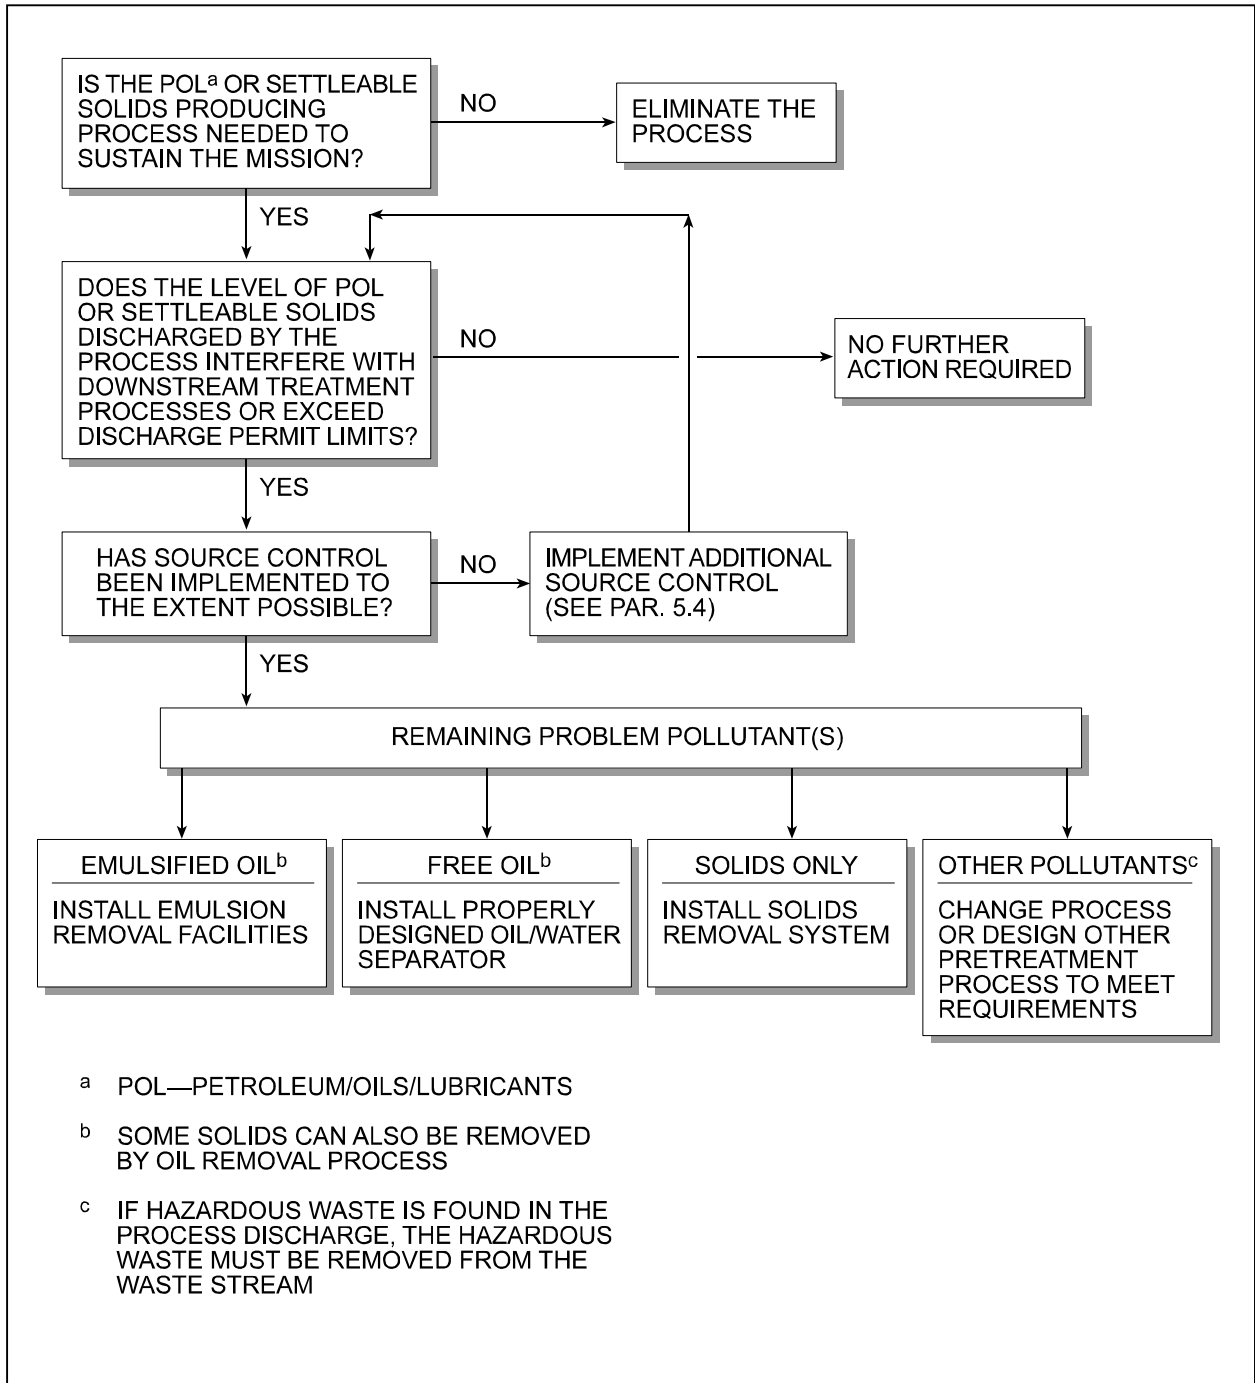 IS THE POLa OR SETTLEABLE
SOLIDS PRODUCING
PROCESS NEEDED TO
SUSTAIN THE MISSION?
NO
ELIMINATE THE
PROCESS
YES
DOES THE LEVEL OF POL
OR SETTLEABLE SOLIDS
DISCHARGED BY THE
PROCESS INTERFERE WITH
DOWNSTREAM TREATMENT
PROCESSES OR EXCEED
DISCHARGE PERMIT LIMITS?
NO
NO FURTHER
ACTION REQUIRED
YES
HAS SOURCE CONTROL
BEEN IMPLEMENTED TO
THE EXTENT POSSIBLE?
NO
IMPLEMENT ADDITIONAL
SOURCE CONTROL
(SEE PAR. 5.4)
YES
REMAINING PROBLEM POLLUTANT(S)
EMULSIFIED OILb
INSTALL EMULSION
REMOVAL FACILITIES
FREE OILb
INSTALL PROPERLY
DESIGNED OIL/WATER
SEPARATOR
SOLIDS ONLY
INSTALL SOLIDS
REMOVAL SYSTEM
OTHER POLLUTANTSc
CHANGE PROCESS
OR DESIGN OTHER
PRETREATMENT
PROCESS TO MEET
REQUIREMENTS
a POL—PETROLEUM/OILS/LUBRICANTS
b SOME SOLIDS CAN ALSO BE REMOVED
BY OIL REMOVAL PROCESS
c IF HAZARDOUS WASTE IS FOUND IN THE
PROCESS DISCHARGE, THE HAZARDOUS
WASTE MUST BE REMOVED FROM THE
WASTE STREAM